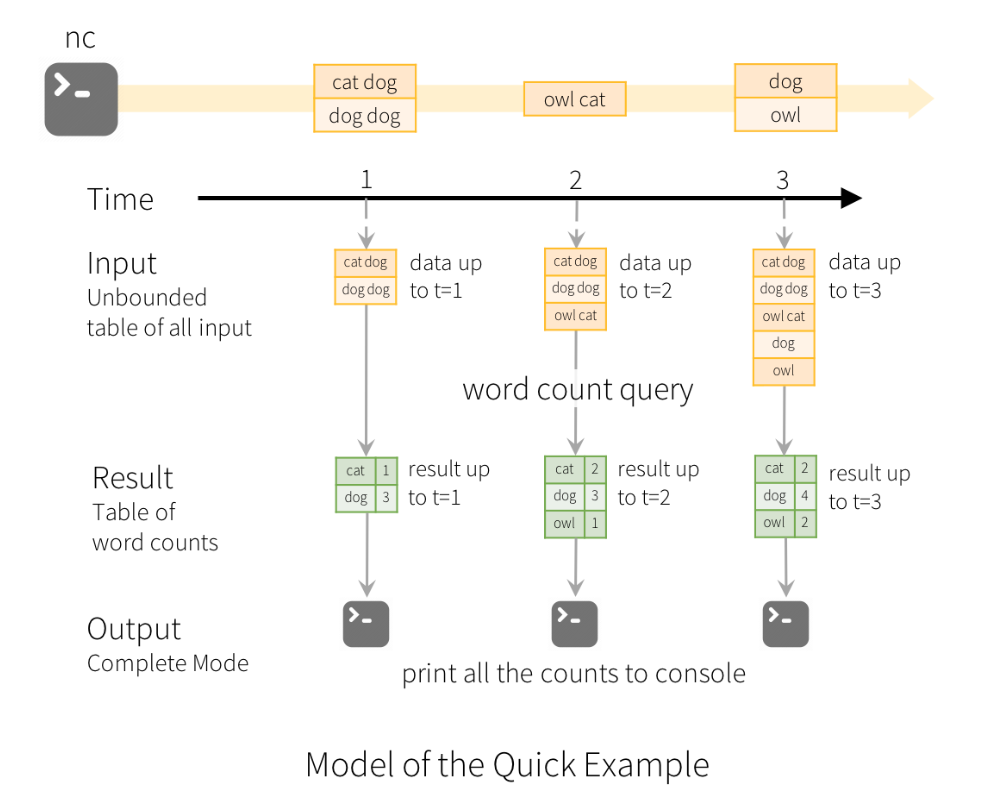 nc
cat dog
dog dog
owl cat
dog
owl
Time
1
2
3
Input
Unbounded
table of all input
cat dog
dog dog
data up
to t=1
cat dog
dog dog
owl cat
data up
to t=2
cat dog
dog dog
owl cat
dog
owl
data up
to t=3
word count query
Result
Table of
word counts
cat 1
dog 3
result up
to t=1
cat 2
dog 3
owl 1
result up
to t=2
cat 2
dog 4
owl 2
result up
to t=3
Output
Complete Mode
print all the counts to console
Model of the Quick Example